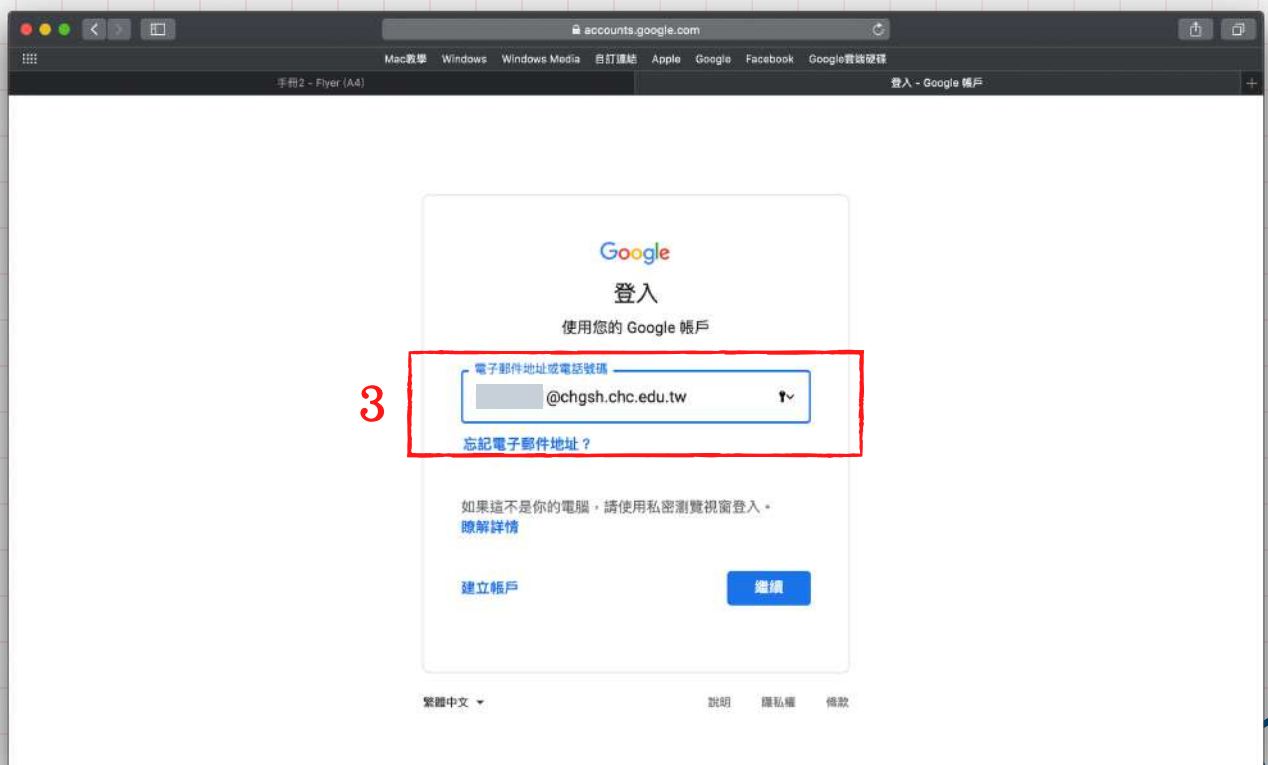 accounts.google.com
Mac教學 Windows Windows Media 自訂連結 Apple Google Facebook Google雲端硬碟
手冊2 – Flyer (A4)
登入 - Google 帳戶
Google
登入
使用您的 Google 帳戶
電子郵件地址或電話號碼
3
@chgsh.chc.edu.tw
忘記電子郵件地址？
如果這不是你的電腦，請使用私密瀏覽視窗登入。
瞭解詳情
建立帳戶
繼續
繁體中文
說明 隱私權 條款